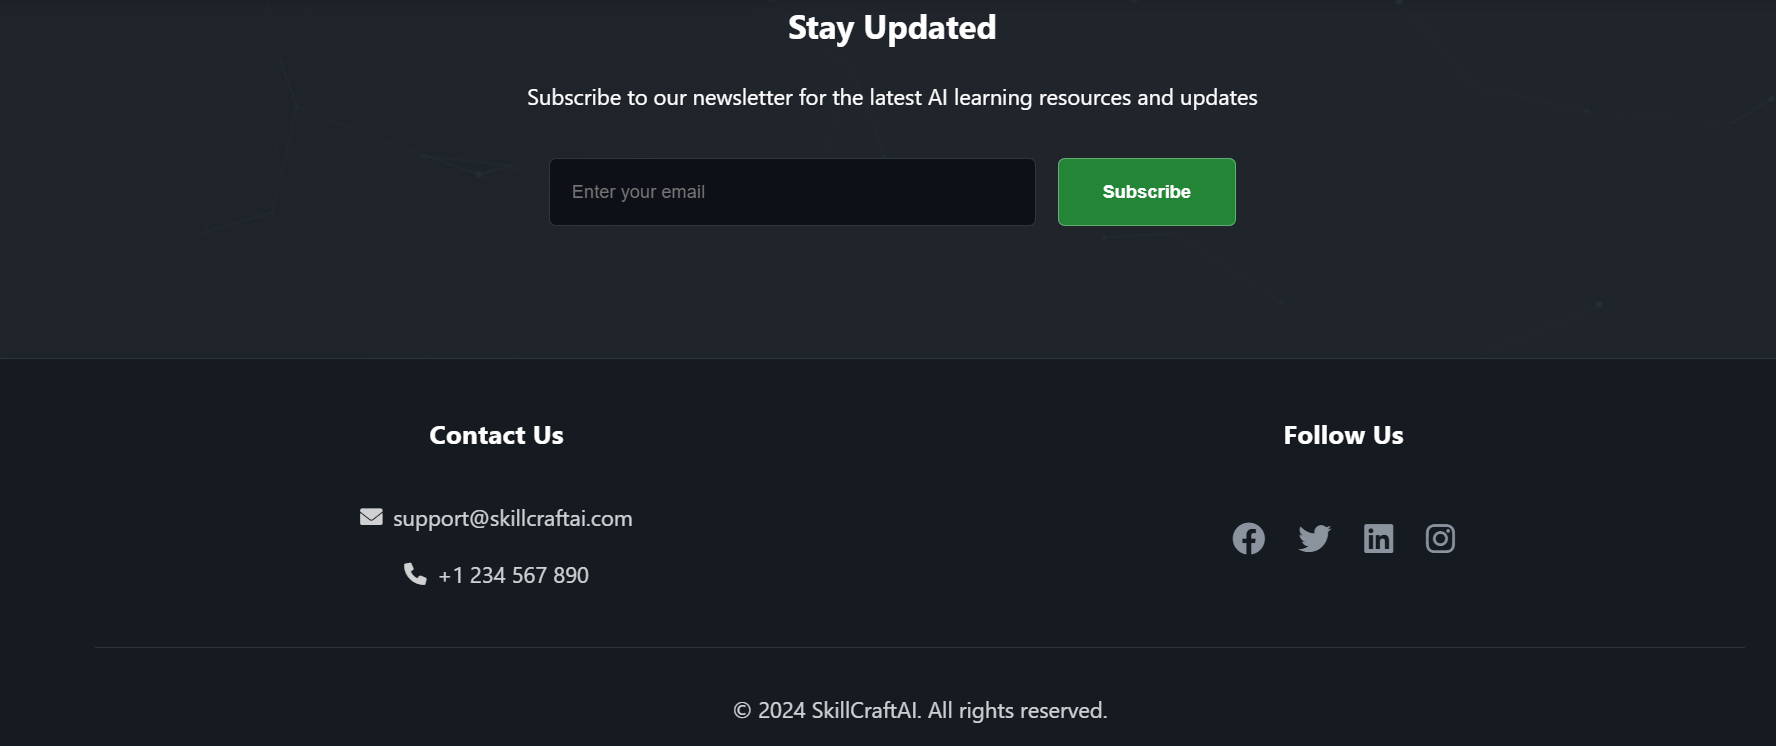 Stay Updated
Subscribe to our newsletter for the latest AI learning resources and updates
Enter your email
Subscribe
Contact Us
support@skillcraftai.com
+1 234 567 890
Follow Us
© 2024 SkillCraftAI. All rights reserved.